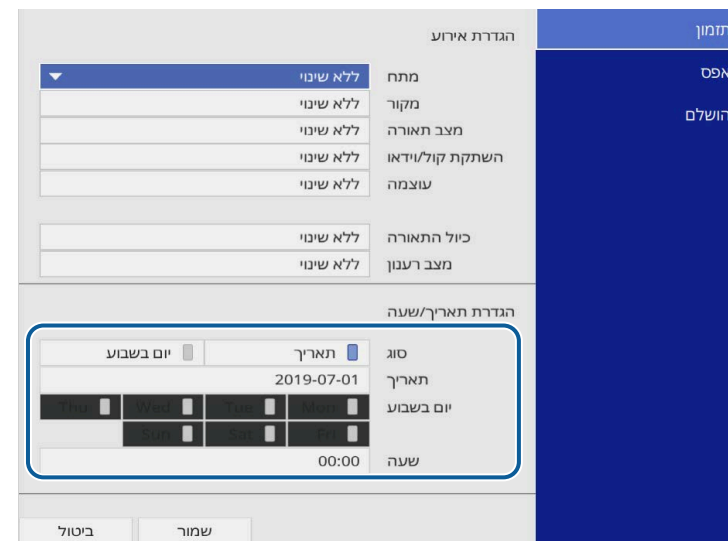 תזמון
אפס
הושלם
הגדרת אירוע
מתח ללא שינוי
מקור ללא שינוי
מצב תאורה ללא שינוי
השתקת קול/וידאו ללא שינוי
עוצמה ללא שינוי
כיול התאורה ללא שינוי
מצב רענון ללא שינוי
הגדרת תאריך/שעה
סוג תאריך יום בשבוע
תאריך 2019-07-01
יום בשבוע Mon Tue Wed Thu
Fri Sat Sun
שעה 00:00
שמור ביטול